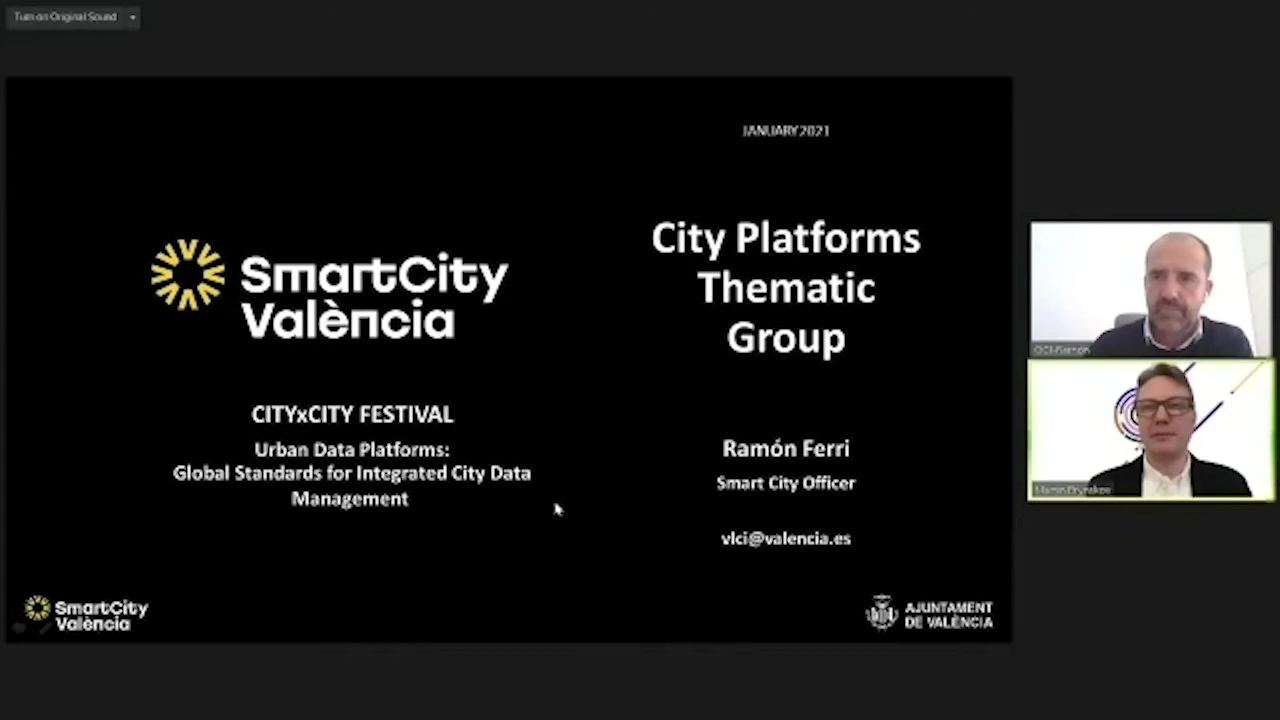 Turn on Original Sound
JANUARY 2021
SmartCity
València
City Platforms
Thematic
Group
CITYxCITY FESTIVAL
Urban Data Platforms:
Global Standards for Integrated City Data
Management
Ramón Ferri
Smart City Officer
vlci@valencia.es
SmartCity
València
AJUNTAMENT
DE VALÈNCIA